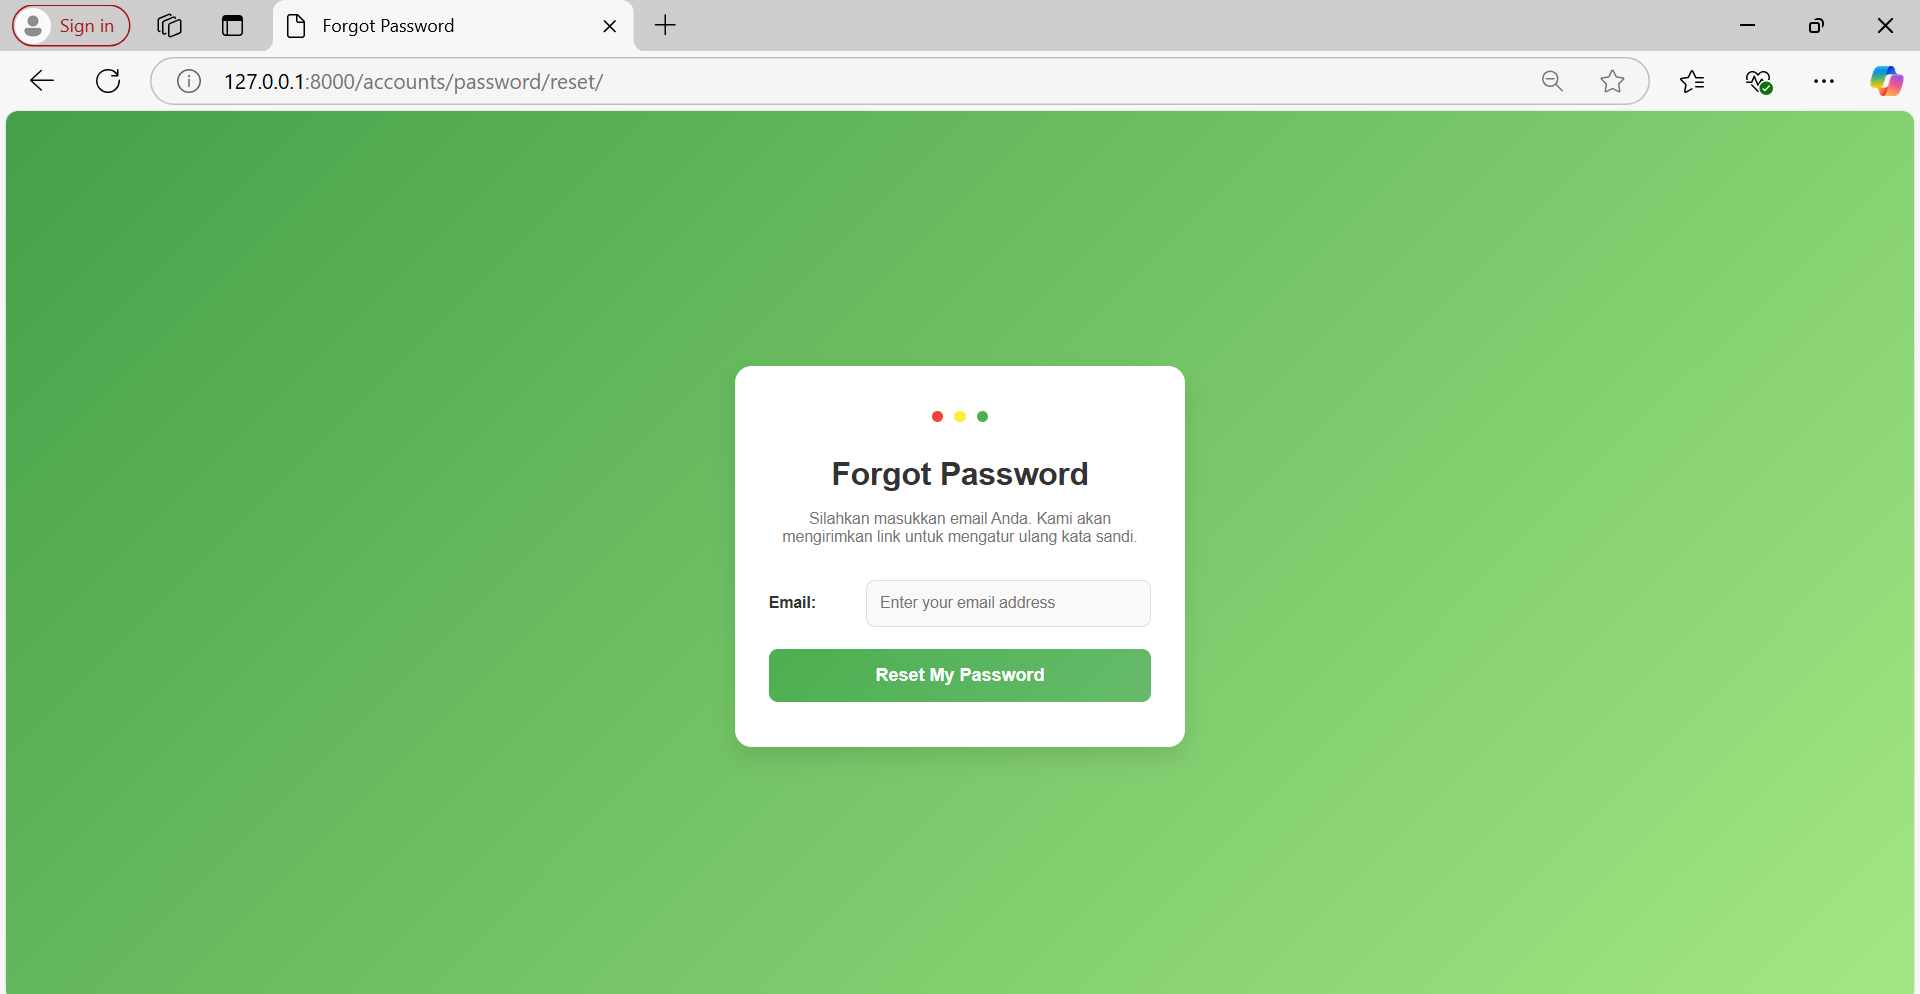 Sign in
Forgot Password
127.0.0.1:8000/accounts/password/reset/
Forgot Password
Silahkan masukkan email Anda. Kami akan
mengirimkan link untuk mengatur ulang kata sandi.
Email:
Enter your email address
Reset My Password